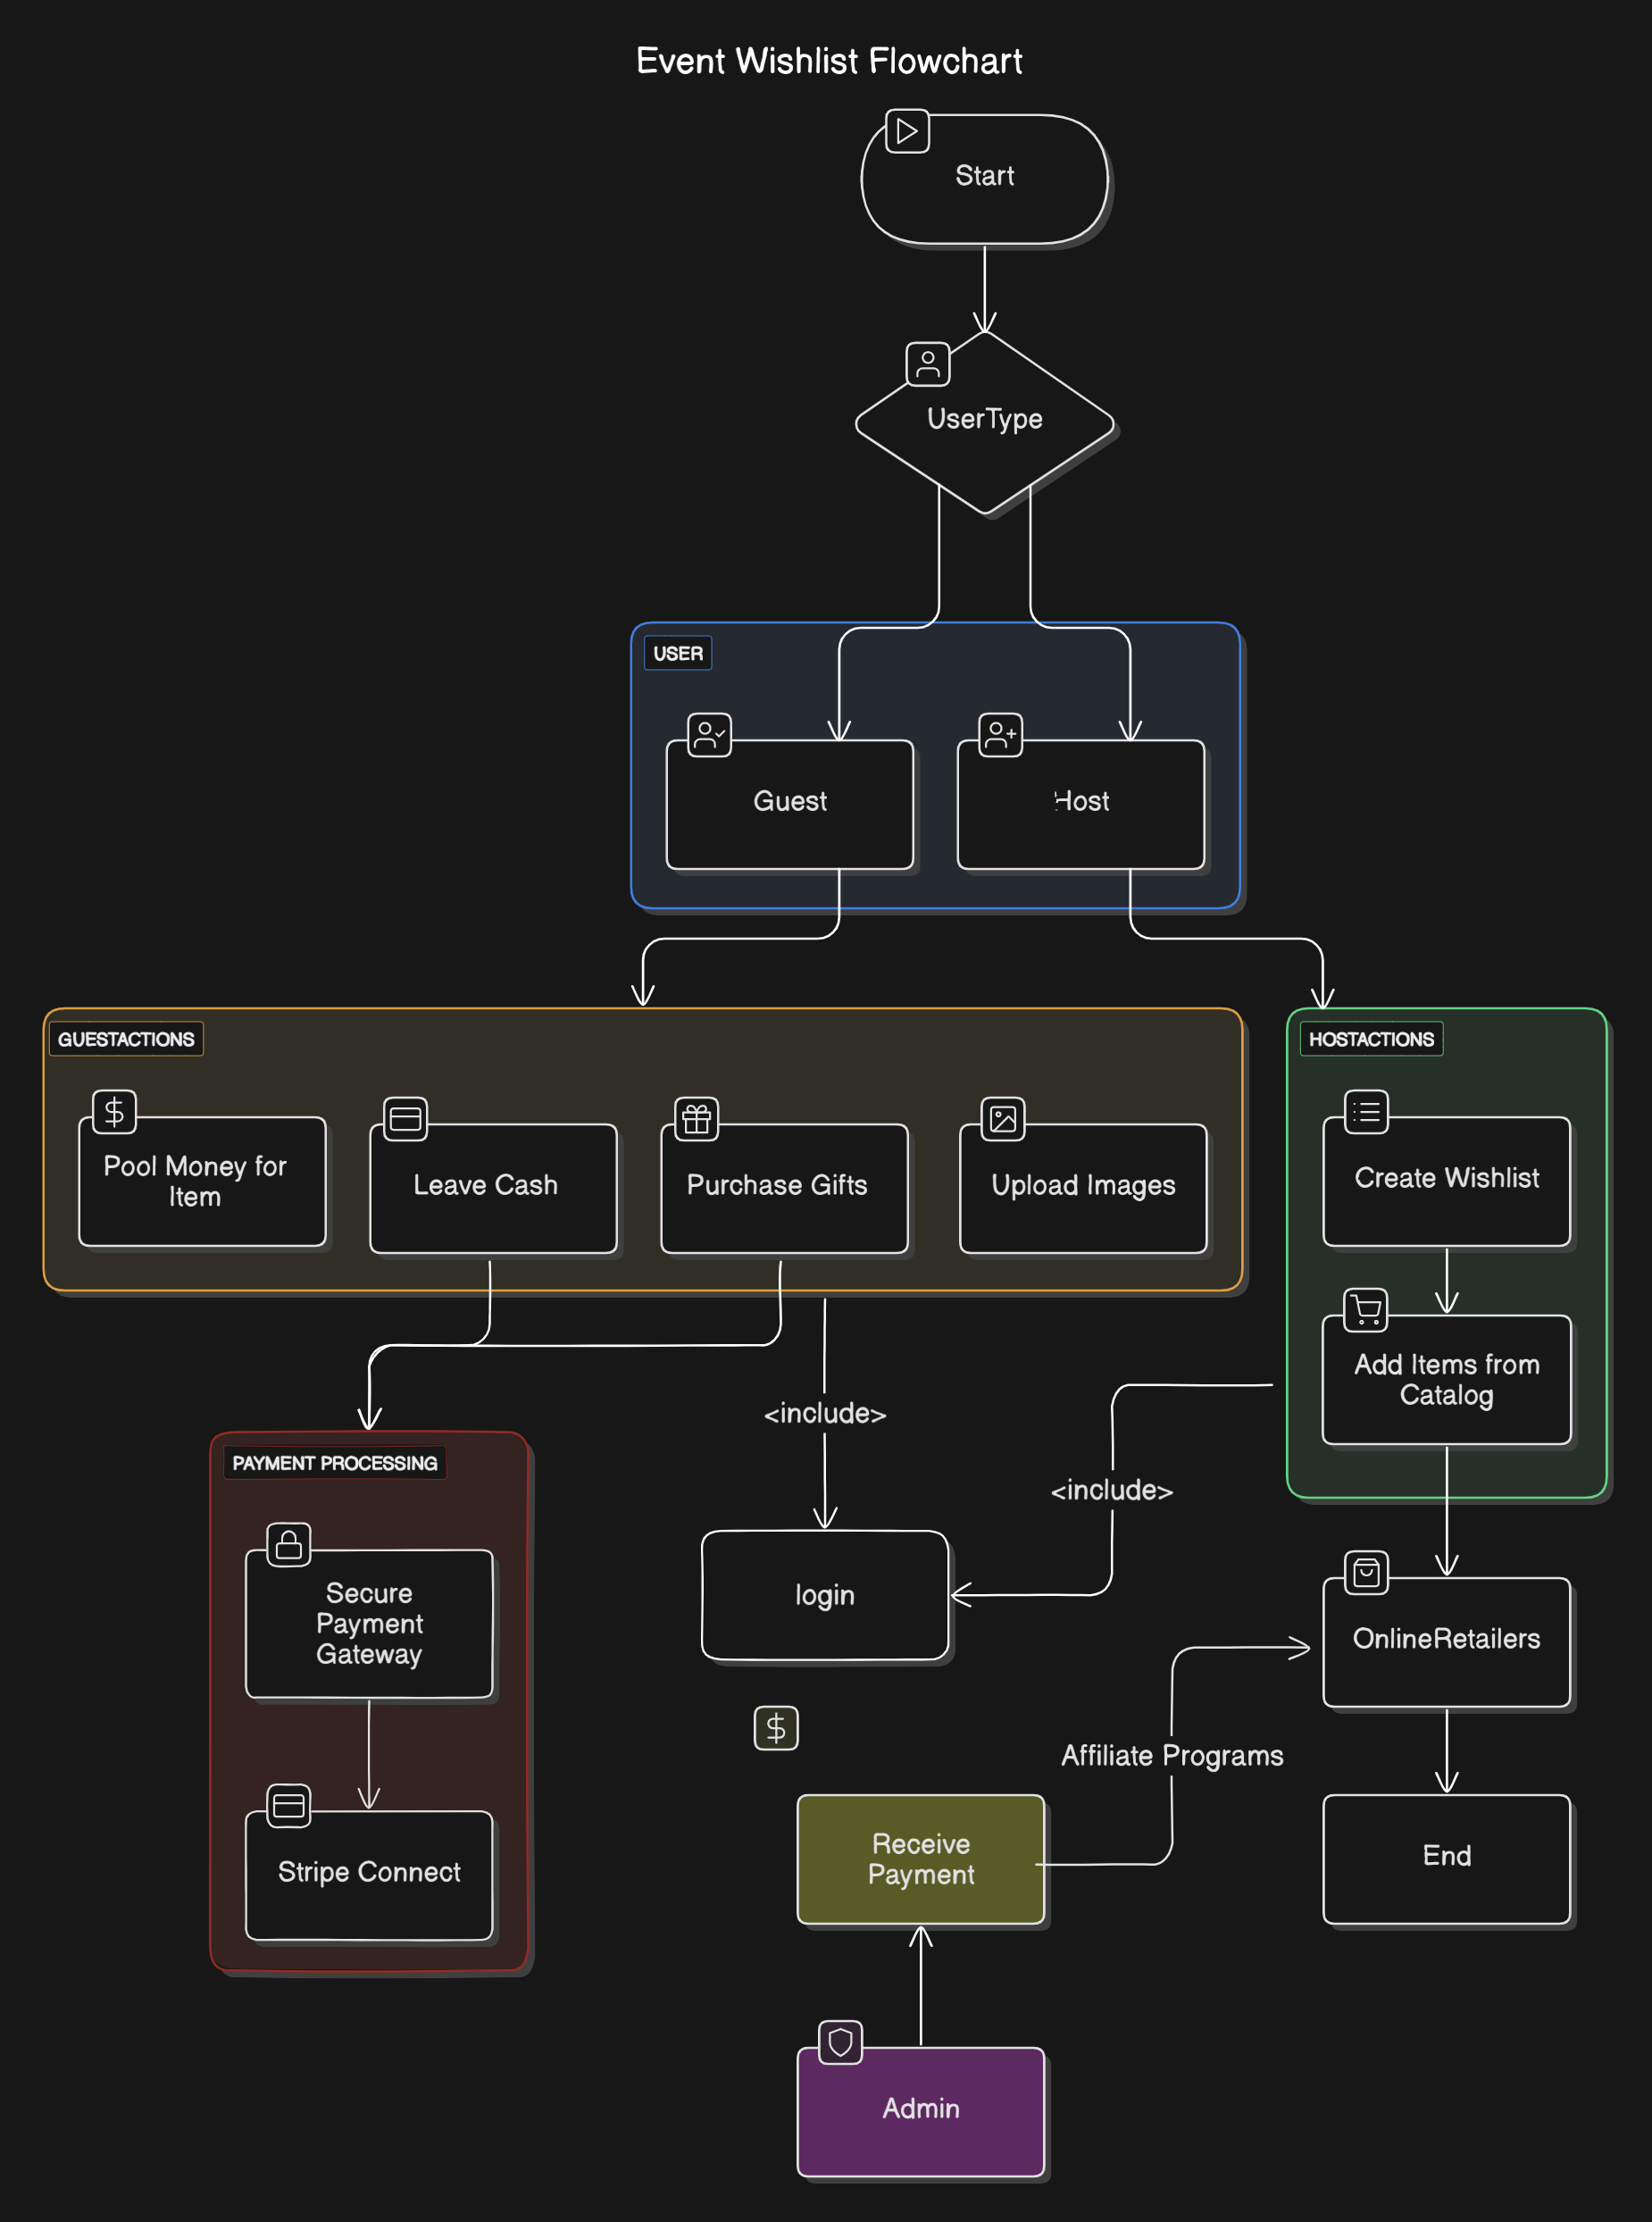 Event Wishlist Flowchart
Start
UserType
USER
Guest
Host
GUESTACTIONS
HOSTACTIONS
Pool Money for
Item
Leave Cash
Purchase Gifts
Upload Images
Create Wishlist
Add Items from
Catalog
<include>
PAYMENT PROCESSING
<include>
Secure
Payment
Gateway
login
OnlineRetailers
$
Affiliate Programs
Receive
Payment
End
Stripe Connect
Admin